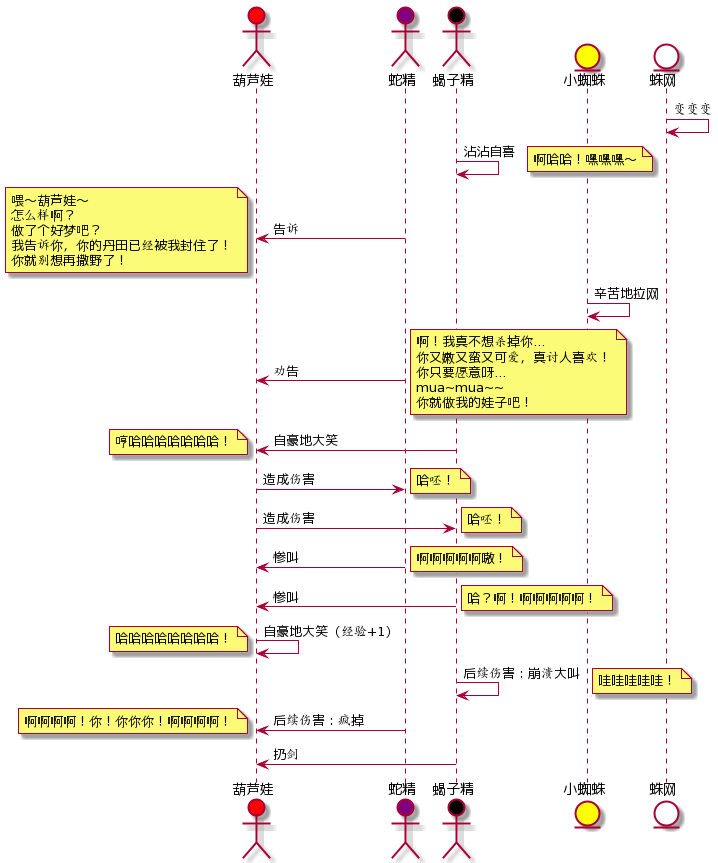 葫芦娃
蛇精
蝎子精
小蜘蛛
蛛网
变变变
沾沾自喜
啊哈哈！嘿嘿嘿～
喂～葫芦娃～
怎么样啊？
做了个好梦吧？
我告诉你，你的丹田已经被我封住了！
你就别想再撒野了！
告诉
辛苦地拉网
啊！我真不想杀掉你...
你又嫩又蛮又可爱，真讨人喜欢！
你只要愿意呀...
mua~mua~~
你就做我的娃子吧！
劝告
哼哈哈哈哈哈哈哈！
自豪地大笑
造成伤害
哈呸！
造成伤害
哈呸！
惨叫
啊啊啊啊啊嗷！
惨叫
哈？啊！啊啊啊啊啊！
哈哈哈哈哈哈哈哈！
自豪地大笑（经验+1）
后续伤害：崩溃大叫
哇哇哇哇哇！
啊啊啊啊！你！你你你！啊啊啊啊！
后续伤害：疯掉
扔剑
葫芦娃
蛇精
蝎子精
小蜘蛛
蛛网